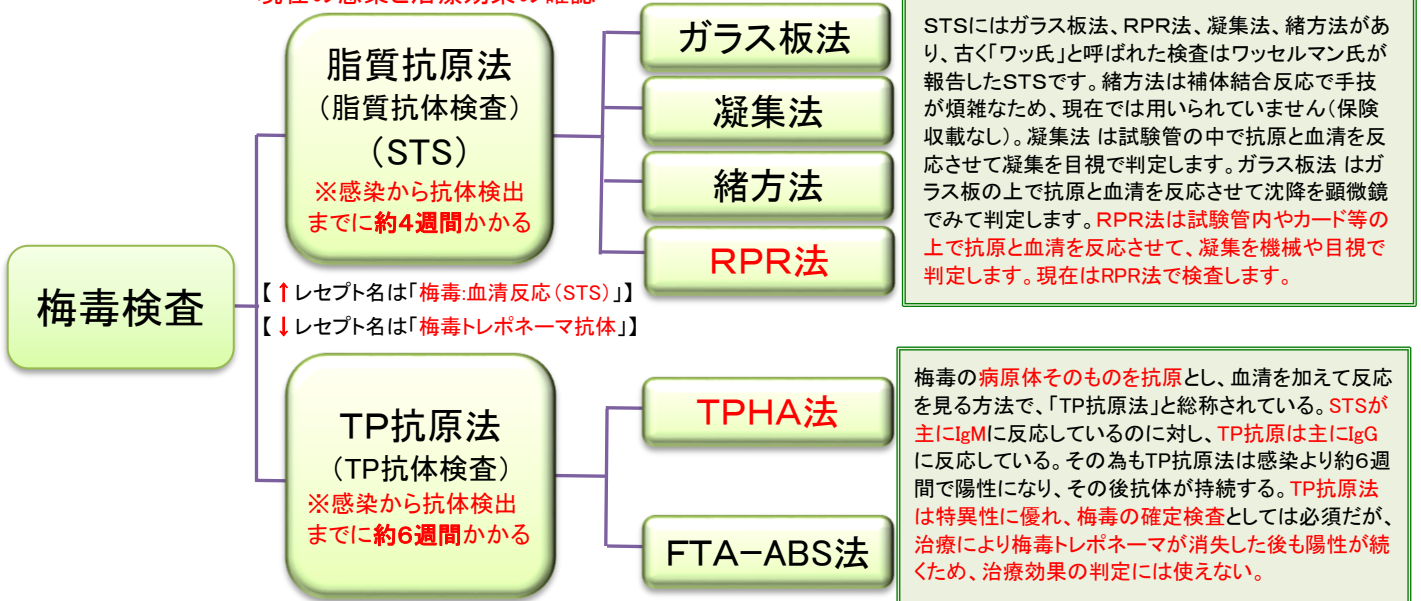 現在の感染と治療効果の確認
梅毒検査
脂質抗原法
（脂質抗体検査）
（STS）
※感染から抗体検出
までに約4週間かかる
ガラス板法
凝集法
緒方法
RPR法
STSにはガラス板法、RPR法、凝集法、緒方法があ
り、古く「ワッ氏」と呼ばれた検査はワッセルマン氏が
報告したSTSです。緒方法は補体結合反応で手技
が煩雑なため、現在では用いられていません（保険
収載なし）。凝集法 は試験管の中で抗原と血清を反
応させて凝集を目視で判定します。ガラス板法 はガ
ラス板の上で抗原と血清を反応させて沈降を顕微鏡
でみて判定します。RPR法は試験管内やカード等の
上で抗原と血清を反応させて、凝集を機械や目視で
判定します。現在はRPR法で検査します。
【↑レセプト名は「梅毒:血清反応（STS）」】
【↓レセプト名は「梅毒トレポネーマ抗体」】
TP抗原法
（TP抗体検査）
※感染から抗体検出
までに約6週間かかる
TPHA法
FTA-ABS法
梅毒の病原体そのものを抗原とし、血清を加えて反応
を見る方法で、「TP抗原法」と総称されている。STSが
主にIgMに反応しているのに対し、TP抗原は主にIgG
に反応している。その為もTP抗原法は感染より約6週
間で陽性になり、その後抗体が持続する。TP抗原法
は特異性に優れ、梅毒の確定検査としては必須だが、
治療により梅毒トレポネーマが消失した後も陽性が続
くため、治療効果の判定には使えない。